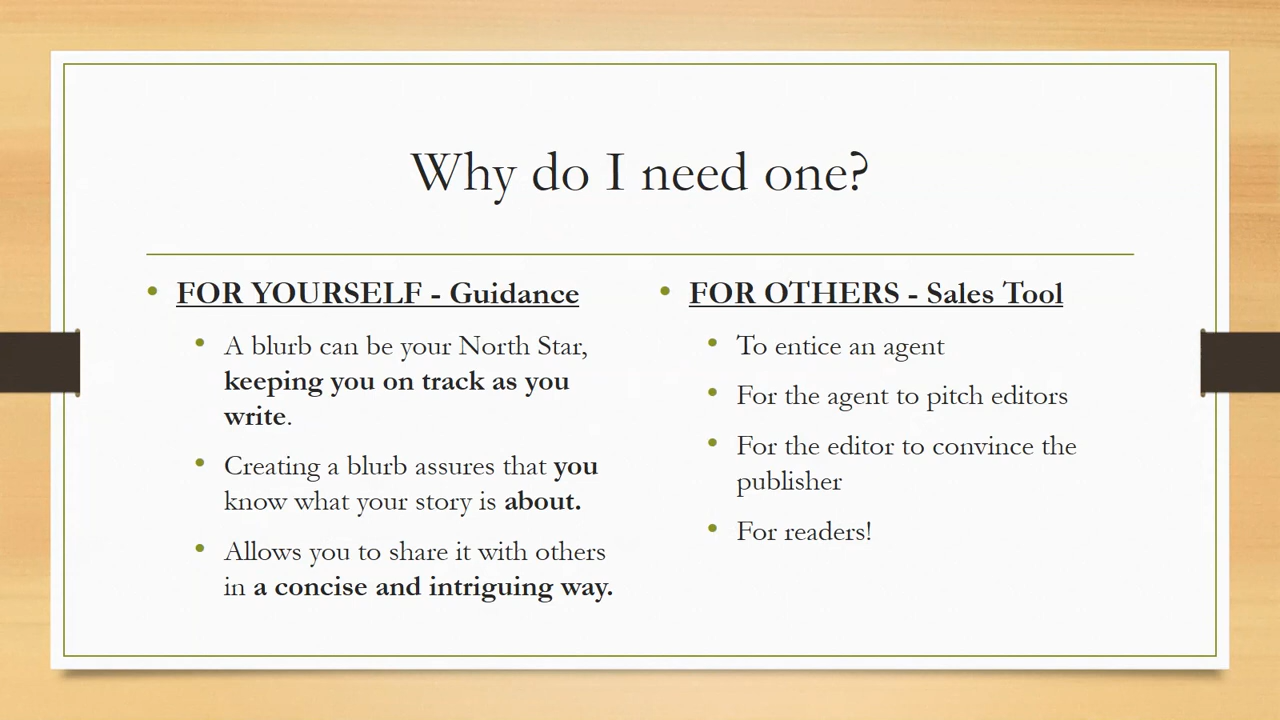 Why do I need one?
• FOR YOURSELF - Guidance
• A blurb can be your North Star,
keeping you on track as you
write.
• Creating a blurb assures that you
know what your story is about.
• Allows you to share it with others
in a concise and intriguing way.
• FOR OTHERS - Sales Tool
• To entice an agent
• For the agent to pitch editors
• For the editor to convince the
publisher
• For readers!